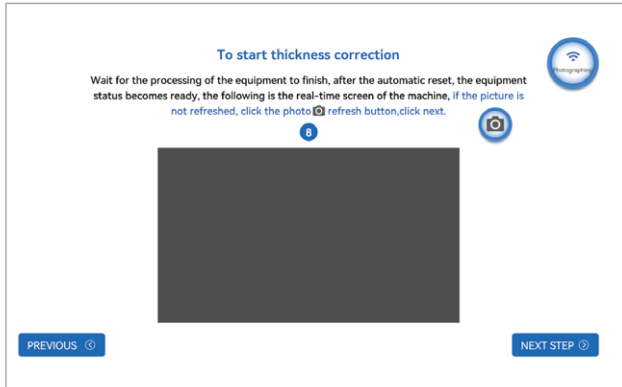 To start thickness correction
Photographing
Wait for the processing of the equipment to finish, after the automatic reset, the equipment
status becomes ready, the following is the real-time screen of the machine, if the picture is
not refreshed, click the photo refresh button,click next.
8
PREVIOUS
NEXT STEP